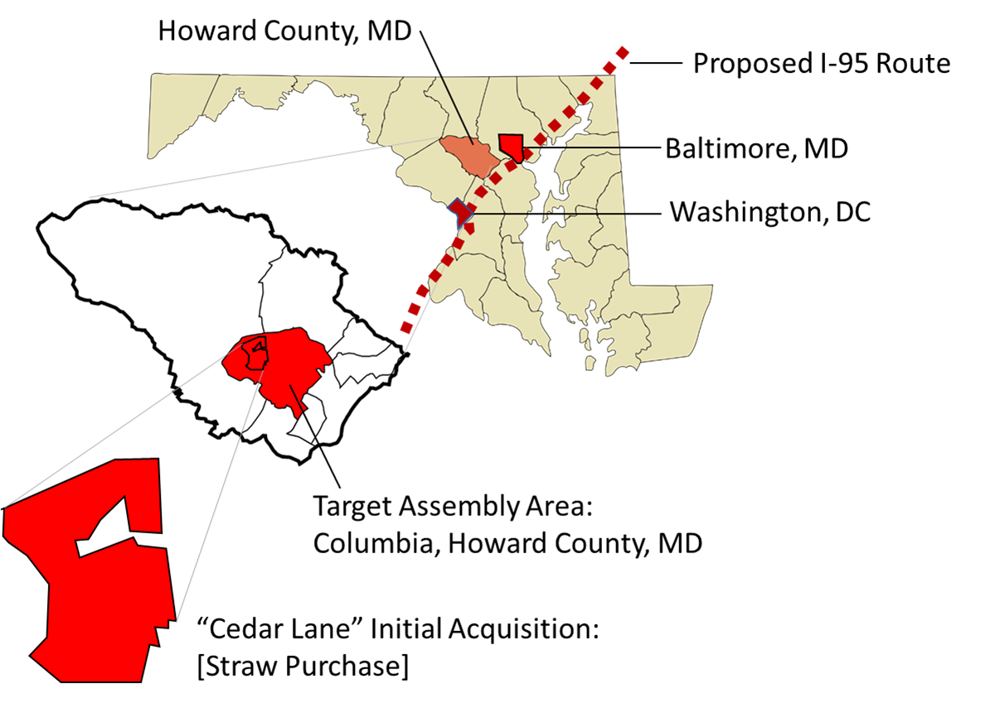 Howard County, MD
Proposed I-95 Route
Baltimore, MD
Washington, DC
Target Assembly Area:
Columbia, Howard County, MD
“Cedar Lane” Initial Acquisition:
[Straw Purchase]